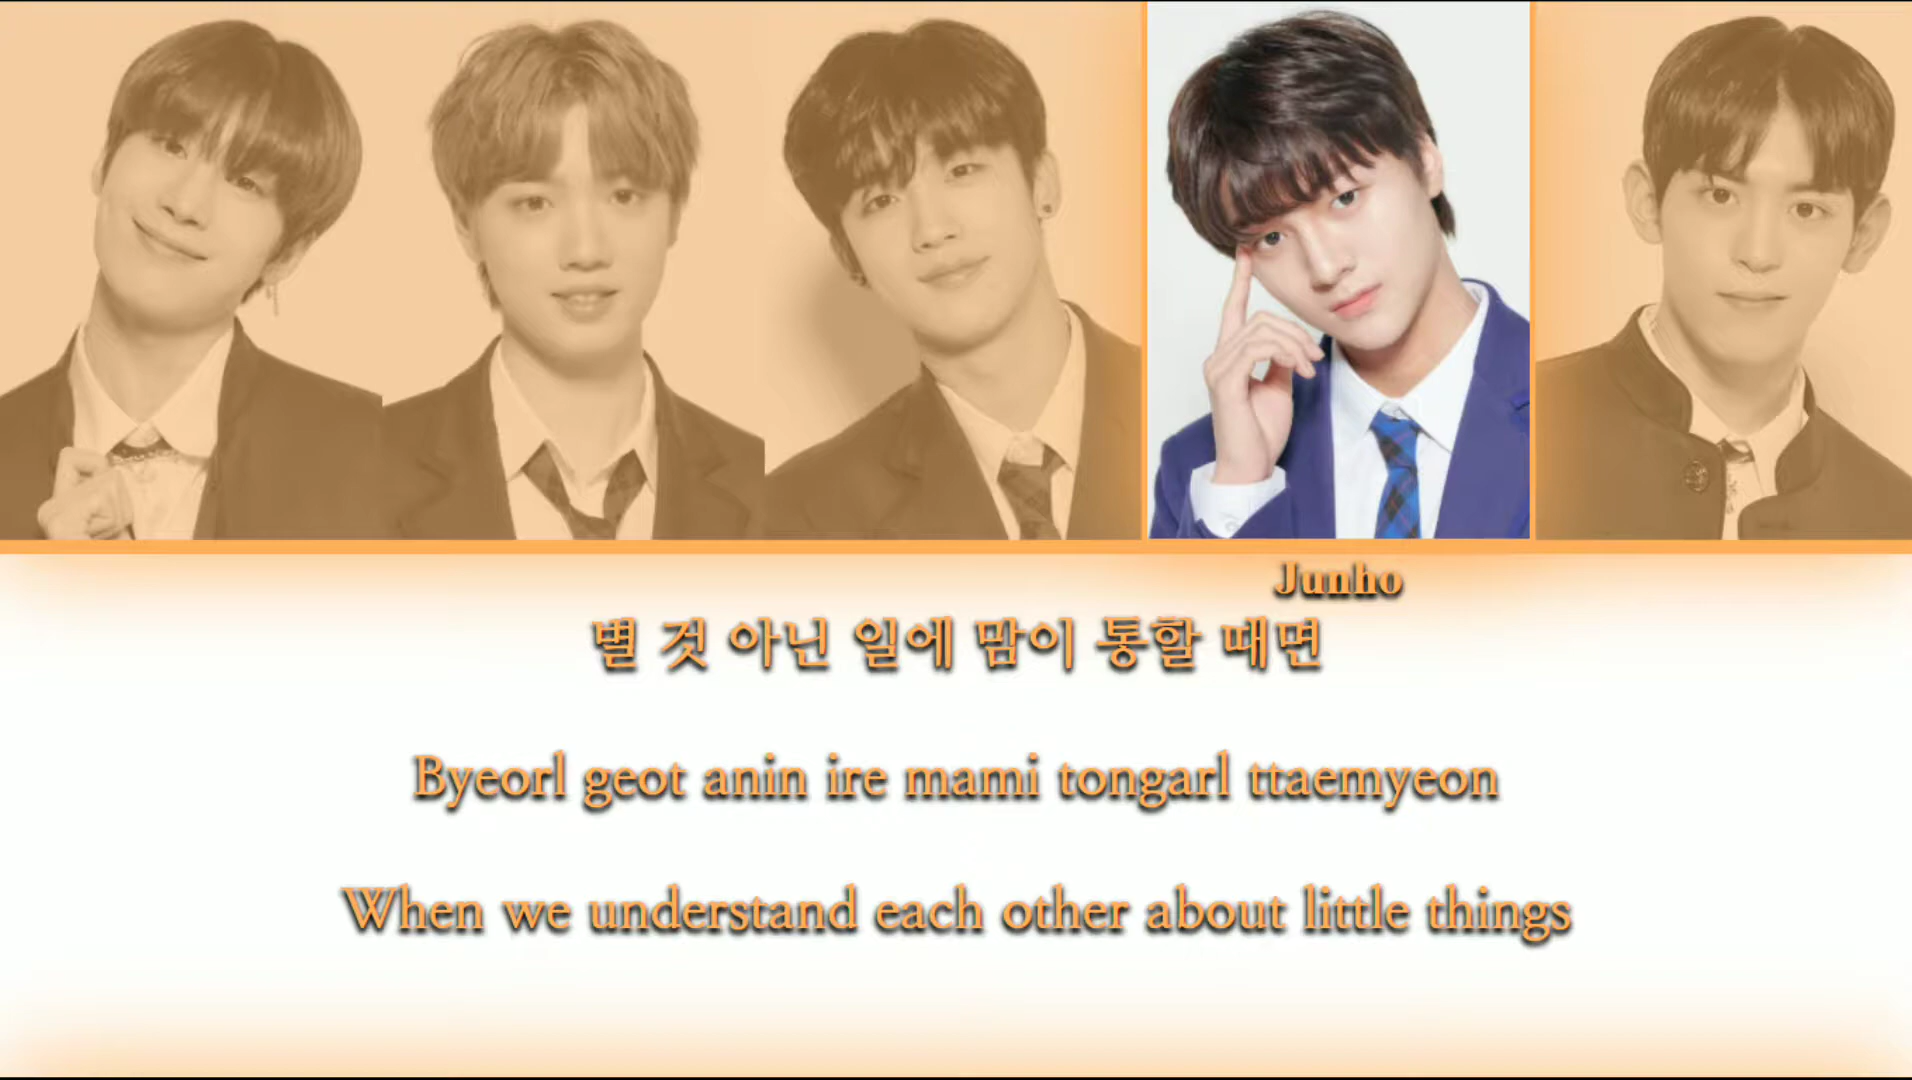 Junho
별 것 아닌 일에 맘이 통할 때면
Byeorl geot anin ire mami tongarl ttaemyeon
When we understand each other about little things